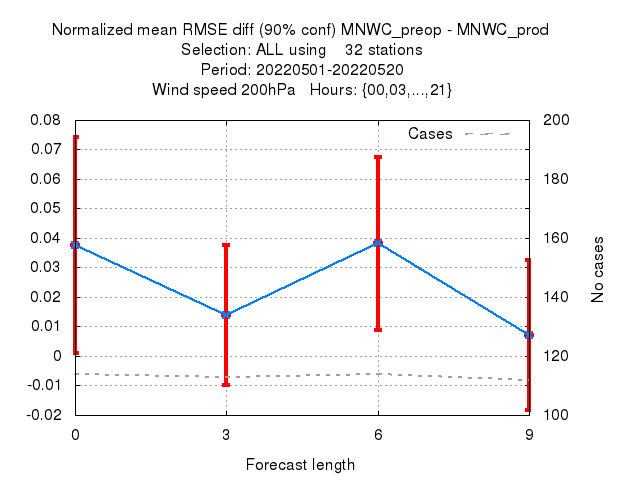 Normalized mean RMSE diff (90% conf) MNWC_preop - MNWC_prod
Selection: ALL using    32 stations
Period: 20220501-20220520
Wind speed 200hPa   Hours: {00,03,...,21}
Cases
0.08
0.07
0.06
0.05
0.04
0.03
0.02
0.01
0
-0.01
-0.02
200
180
160
140
120
100
No cases
0 3 6 9
Forecast length